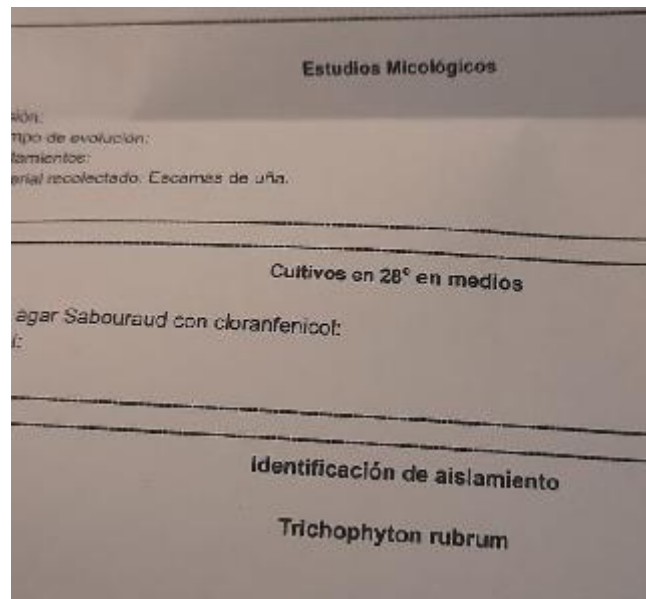 Estudios Micológicos
sión:
mpo de evolución:
tamientos:
erial recolectado: Escamas de uña.
Cultivos en 28° en medios
agar Sabouraud con cloranfenicol:
í:
Identificación de aislamiento
Trichophyton rubrum